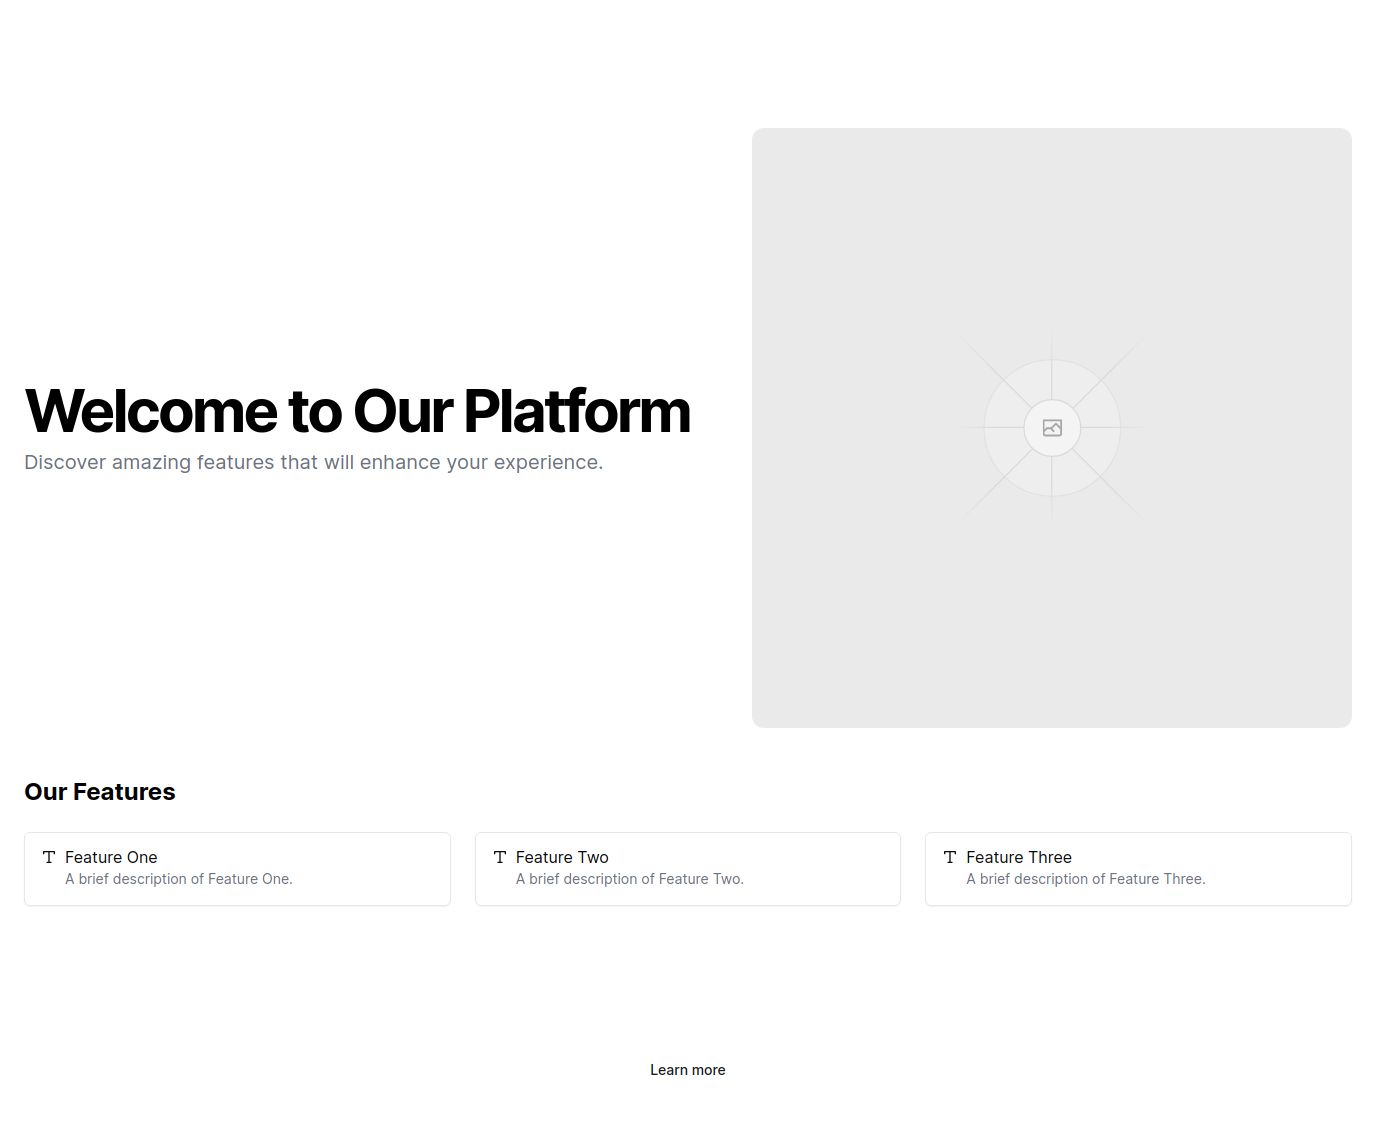 Welcome to Our Platform
Discover amazing features that will enhance your experience.
Our Features
Feature One
A brief description of Feature One.
Feature Two
A brief description of Feature Two.
Feature Three
A brief description of Feature Three.
Learn more